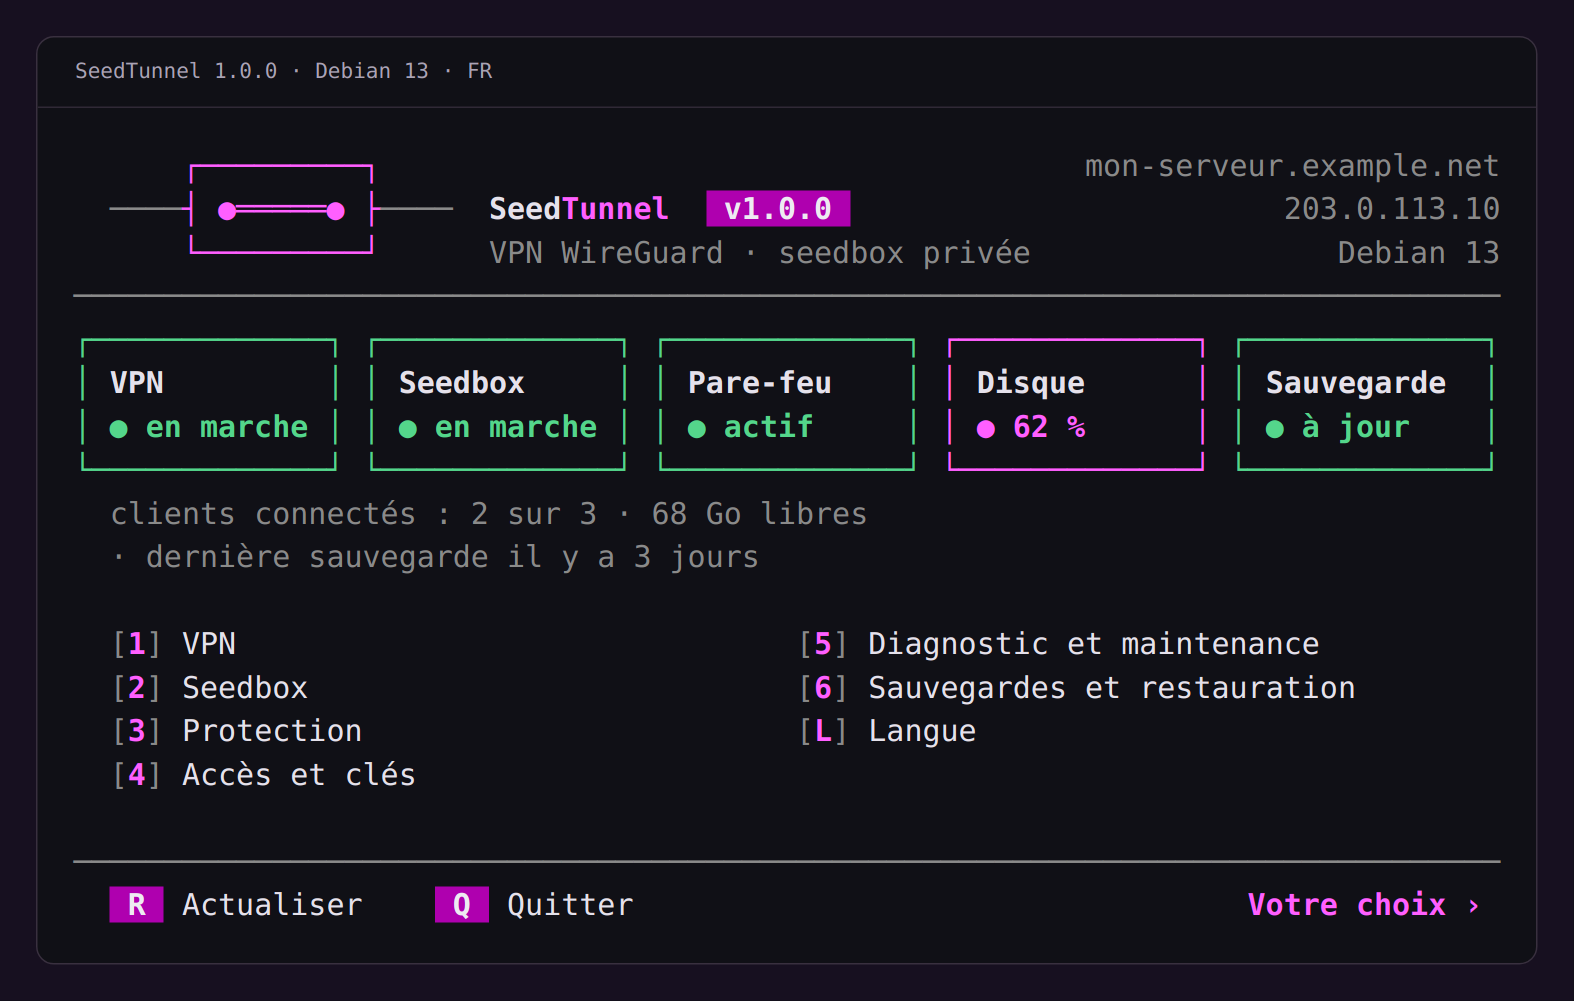 SeedTunnel 1.0.0 · Debian 13 · FR
mon-serveur.example.net
SeedTunnel v1.0.0 203.0.113.10
VPN WireGuard · seedbox privée Debian 13
VPN Seedbox Pare-feu Disque Sauvegarde
● en marche ● en marche ● actif ● 62 % ● à jour
clients connectés : 2 sur 3 · 68 Go libres
· dernière sauvegarde il y a 3 jours
[1] VPN [5] Diagnostic et maintenance
[2] Seedbox [6] Sauvegardes et restauration
[3] Protection [L] Langue
[4] Accès et clés
R Actualiser Q Quitter Votre choix ›